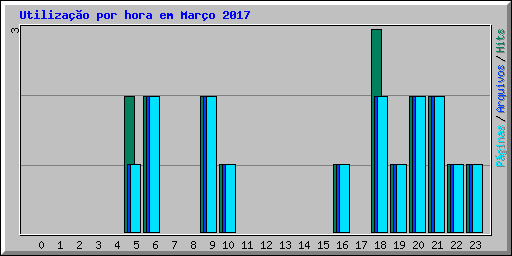 Utilização por hora em Março 2017
3
Páginas / Arquivos / Hits
0 1 2 3 4 5 6 7 8 9 10 11 12 13 14 15 16 17 18 19 20 21 22 23